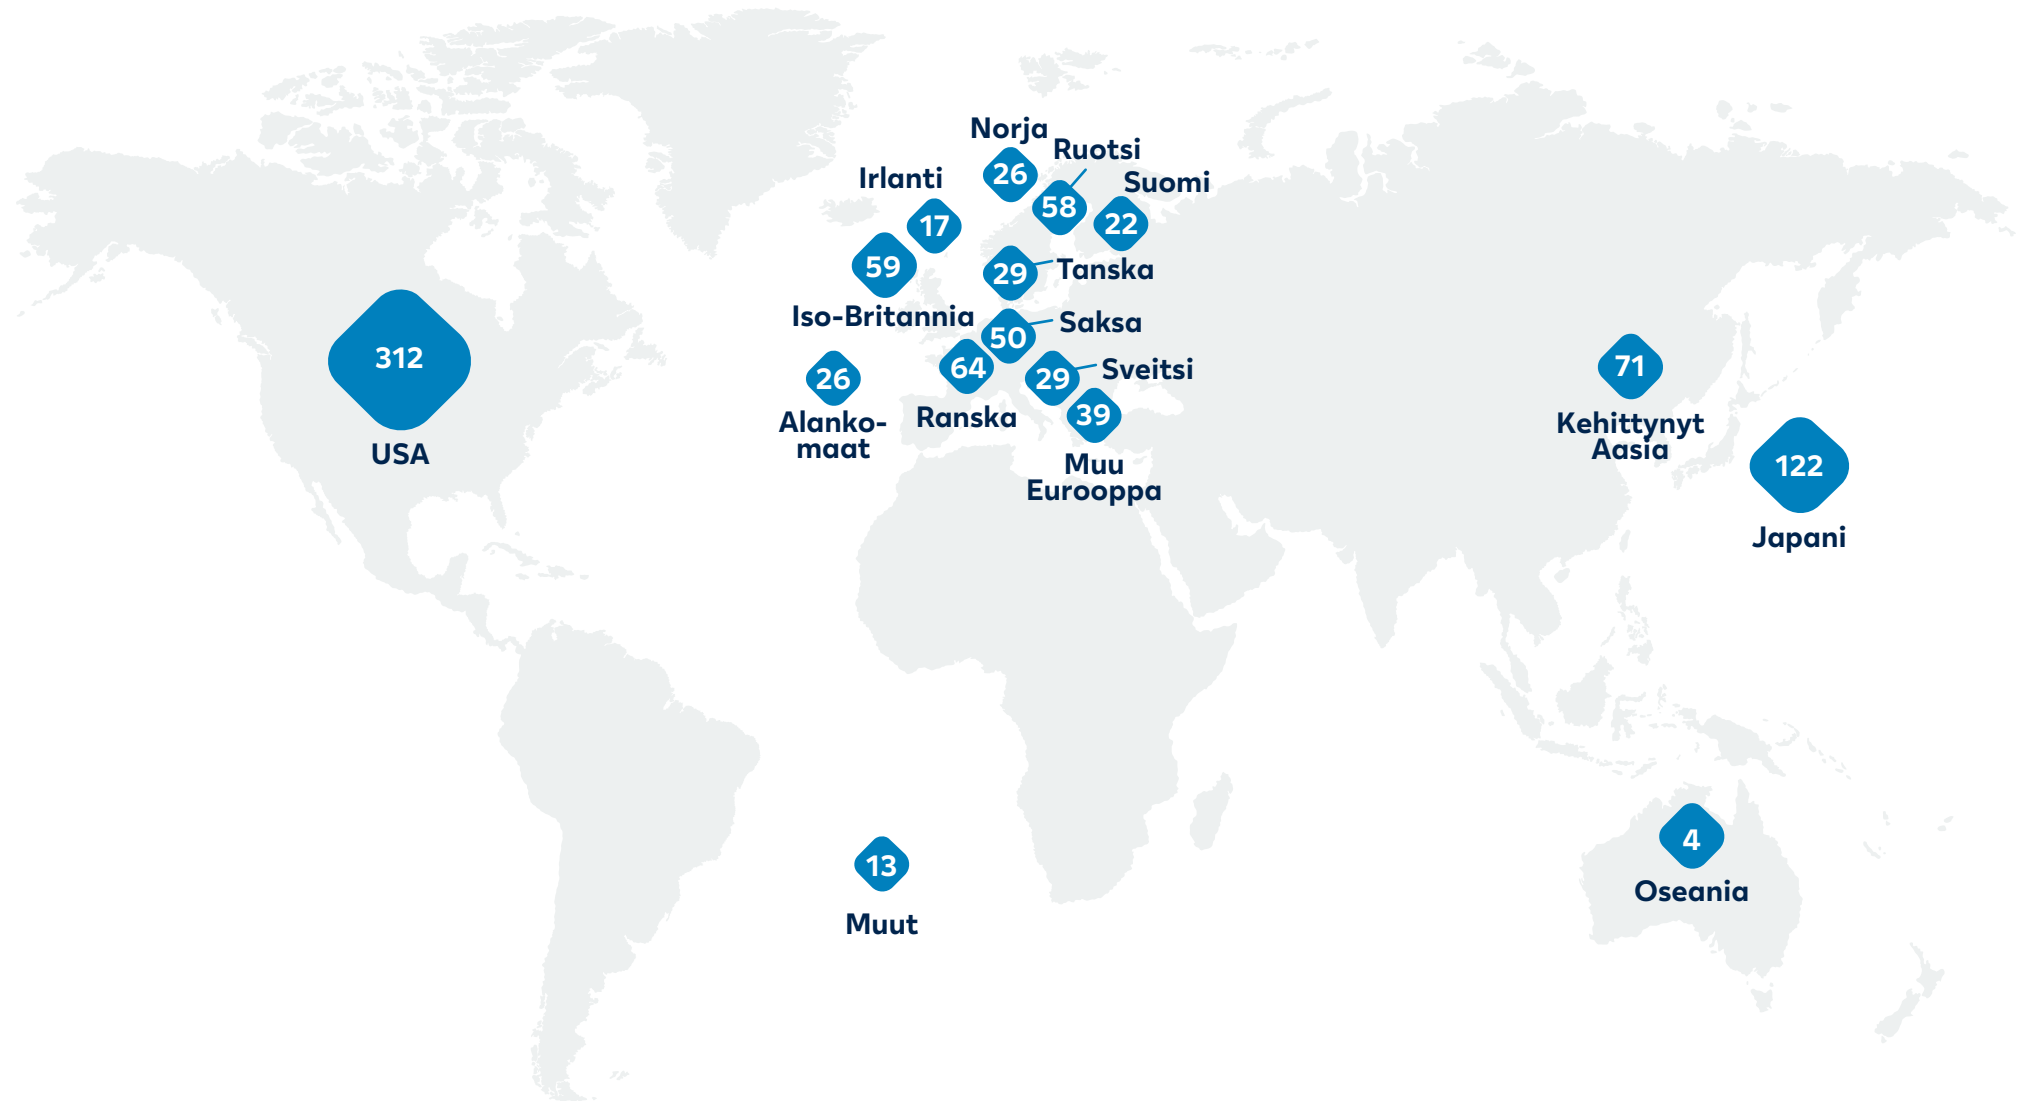 Norja
26
Ruotsi
58
Suomi
22
Irlanti
17
59
Iso-Britannia
29
Tanska
50
Saksa
64
Ranska
29
Sveitsi
39
Muu
Eurooppa
26
Alanko-
maat
312
USA
71
Kehittynyt
Aasia
122
Japani
4
Oseania
13
Muut